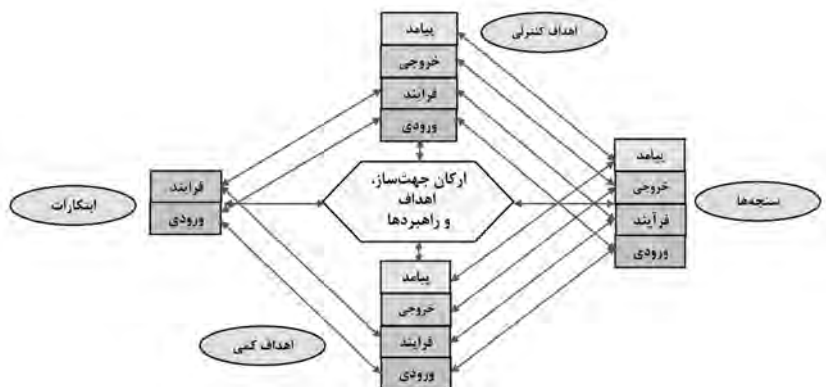 پیامد
اهداف کنترلی
خروجی
فرایند
ورودی
پیامد
فرایند
ارکان جهت‌ساز،
خروجی
ابتکارات
اهداف
سنجه‌ها
ورودی
و راهبردها
فرآیند
ورودی
پیامد
خروجی
اهداف کمی
فرایند
ورودی